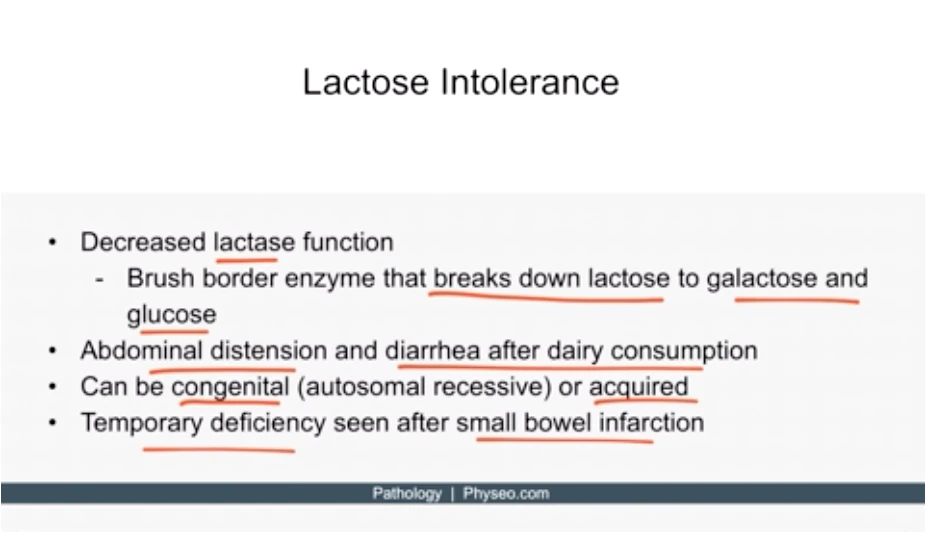 Lactose Intolerance
• Decreased lactase function
- Brush border enzyme that breaks down lactose to galactose and
glucose
• Abdominal distension and diarrhea after dairy consumption
• Can be congenital (autosomal recessive) or acquired
• Temporary deficiency seen after small bowel infarction
Pathology | Physeo.com